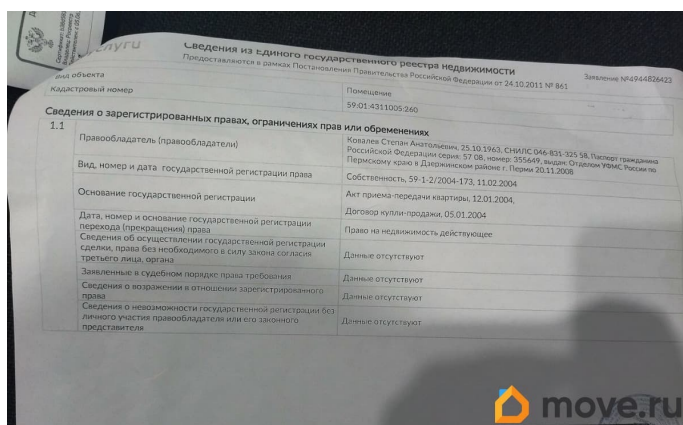 Сведения из Единого государственного реестра недвижимости
Предоставляются в рамках Постановления Правительства Российской Федерации от 24.10.2011 № 861
Заявление №4944826423
Вид объекта
Помещение
Кадастровый номер
59:01:4311005:260
Сведения о зарегистрированных правах, ограничениях прав или обременениях
1.1
Правообладатель (правообладатели)
Ковалев Степан Анатольевич, 25.10.1963, СНИЛС 046-831-325 58, Паспорт гражданина
Российской Федерации серия: 57 08, номер: 355649, выдан: Отделом УФМС России по
Пермскому краю в Дзержинском районе г. Перми 20.11.2008
Вид, номер и дата государственной регистрации права
Собственность, 59-1-2/2004-173, 11.02.2004
Основание государственной регистрации
Акт приема-передачи квартиры, 12.01.2004,
Договор купли-продажи, 05.01.2004
Дата, номер и основание государственной регистрации
перехода (прекращения) права
Право на недвижимость действующее
Сведения об осуществлении государственной регистрации
сделки, права без необходимого в силу закона согласия
третьего лица, органа
Данные отсутствуют
Заявленные в судебном порядке права требования
Данные отсутствуют
Сведения о возражении в отношении зарегистрированного
права
Данные отсутствуют
Сведения о невозможности государственной регистрации без
личного участия правообладателя или его законного
представителя
Данные отсутствуют
move.ru